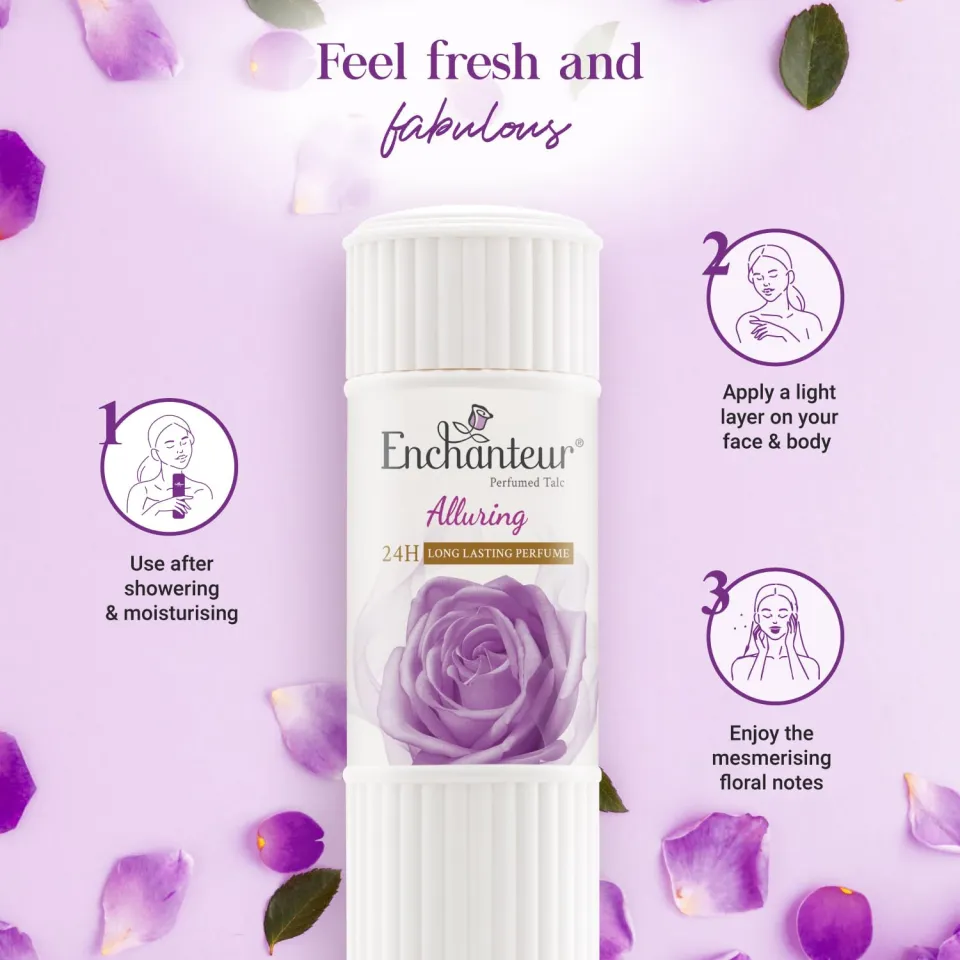 Feel fresh and
fabulous
Enchanteur®
Perfumed Talc
Alluring
24H LONG LASTING PERFUME
1
Use after
showering
& moisturising
2
Apply a light
layer on your
face & body
3
Enjoy the
mesmerising
floral notes